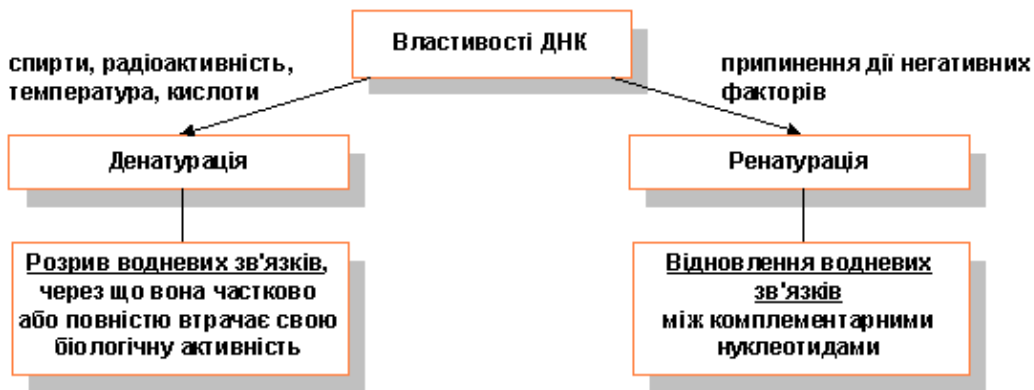 Властивості ДНК
спирти, радіоактивність,
температура, кислоти
припинення дії негативних
факторів
Денатурація
Ренатурація
Розрив водневих зв'язків,
через що вона частково
або повністю втрачає свою
біологічну активність
Відновлення водневих
зв'язків
між комплементарними
нуклеотидами